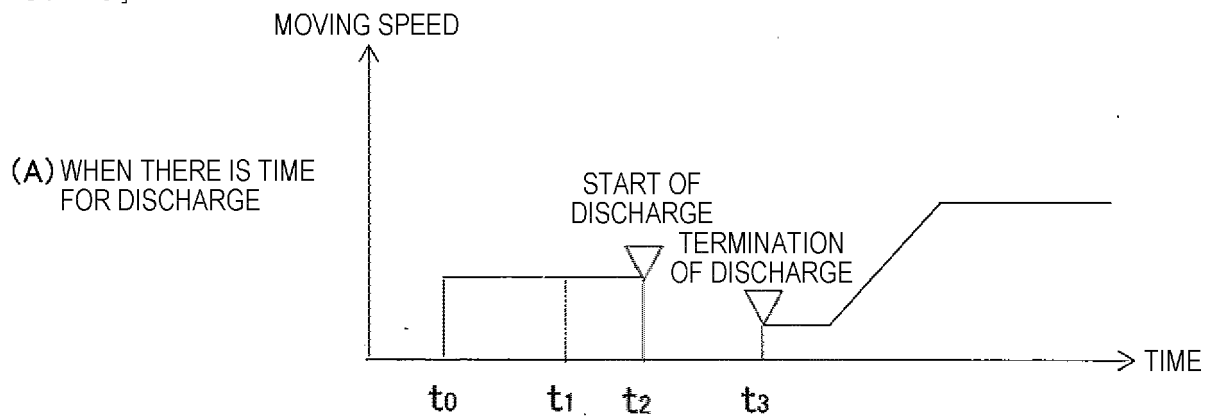 MOVING SPEED
(A) WHEN THERE IS TIME
FOR DISCHARGE
START OF
DISCHARGE
TERMINATION
OF DISCHARGE
TIME
t0 t1 t2 t3